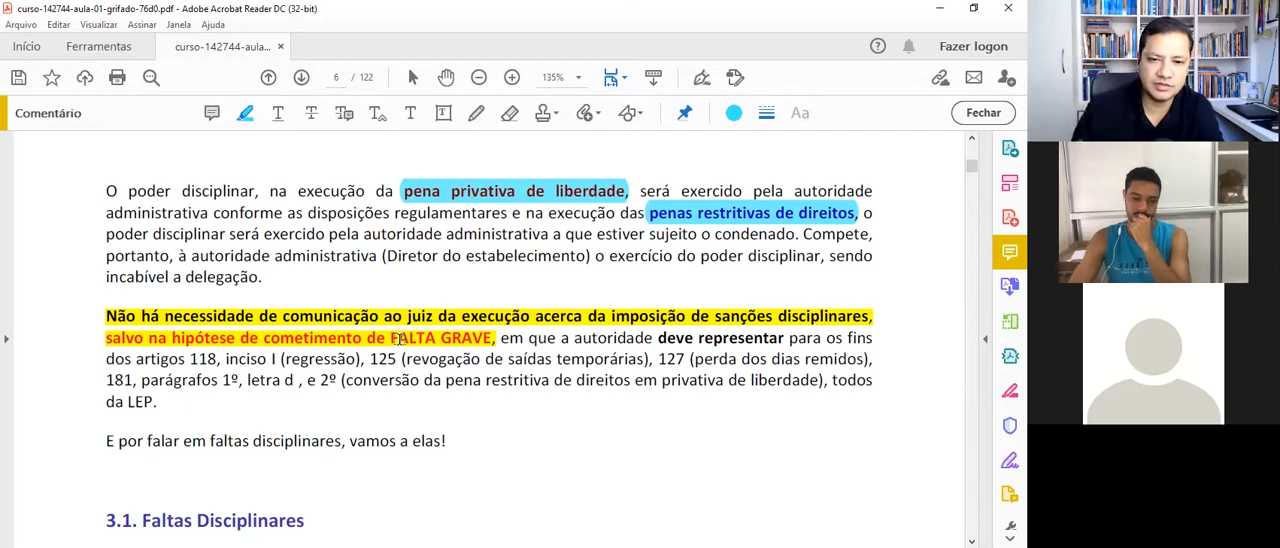 curso-142744-aula-01-grifado-76d0.pdf - Adobe Acrobat Reader DC (32-bit)
Arquivo Editar Visualizar Assinar Janela Ajuda
Início Ferramentas curso-142744-aula... × Fazer logon
6 / 122 135%
Comentário Aa Fechar
O poder disciplinar, na execução da pena privativa de liberdade, será exercido pela autoridade
administrativa conforme as disposições regulamentares e na execução das penas restritivas de direitos, o
poder disciplinar será exercido pela autoridade administrativa a que estiver sujeito o condenado. Compete,
portanto, à autoridade administrativa (Diretor do estabelecimento) o exercício do poder disciplinar, sendo
incabível a delegação.
Não há necessidade de comunicação ao juiz da execução acerca da imposição de sanções disciplinares,
salvo na hipótese de cometimento de FALTA GRAVE, em que a autoridade deve representar para os fins
dos artigos 118, inciso I (regressão), 125 (revogação de saídas temporárias), 127 (perda dos dias remidos),
181, parágrafos 1º, letra d , e 2º (conversão da pena restritiva de direitos em privativa de liberdade), todos
da LEP.
E por falar em faltas disciplinares, vamos a elas!
3.1. Faltas Disciplinares